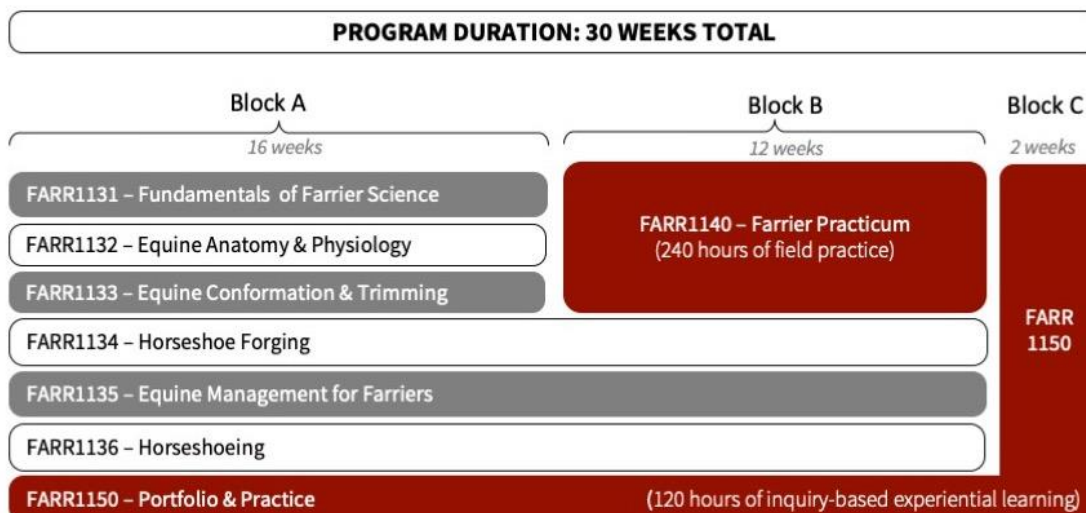 PROGRAM DURATION: 30 WEEKS TOTAL
Block A
Block B
Block C
16 weeks
12 weeks
2 weeks
FARR1131 – Fundamentals of Farrier Science
FARR1132 – Equine Anatomy & Physiology
FARR1133 – Equine Conformation & Trimming
FARR1140 – Farrier Practicum
(240 hours of field practice)
FARR1134 – Horseshoe Forging
FARR1135 – Equine Management for Farriers
FARR1136 – Horseshoeing
FARR
1150
FARR1150 – Portfolio & Practice
(120 hours of inquiry-based experiential learning)